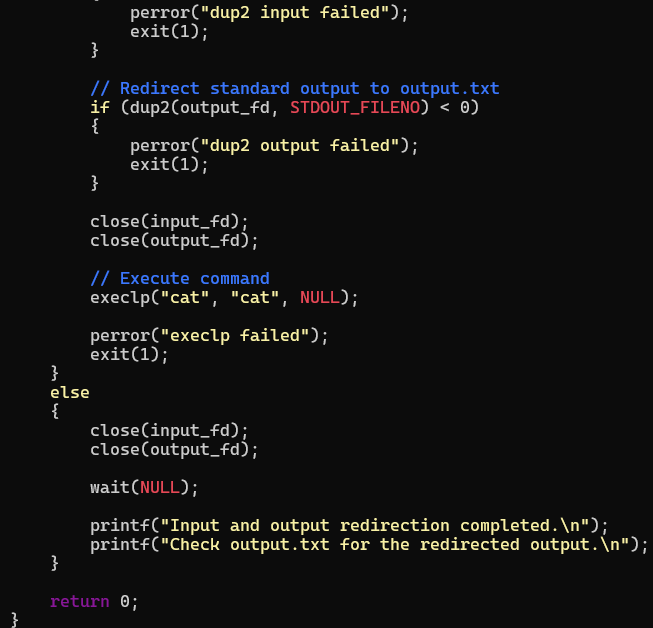 {
            perror("dup2 input failed");
            exit(1);
        }

        // Redirect standard output to output.txt
        if (dup2(output_fd, STDOUT_FILENO) < 0)
        {
            perror("dup2 output failed");
            exit(1);
        }

        close(input_fd);
        close(output_fd);

        // Execute command
        execlp("cat", "cat", NULL);

        perror("execlp failed");
        exit(1);
    }
    else
    {
        close(input_fd);
        close(output_fd);

        wait(NULL);

        printf("Input and output redirection completed.\n");
        printf("Check output.txt for the redirected output.\n");
    }

    return 0;
}